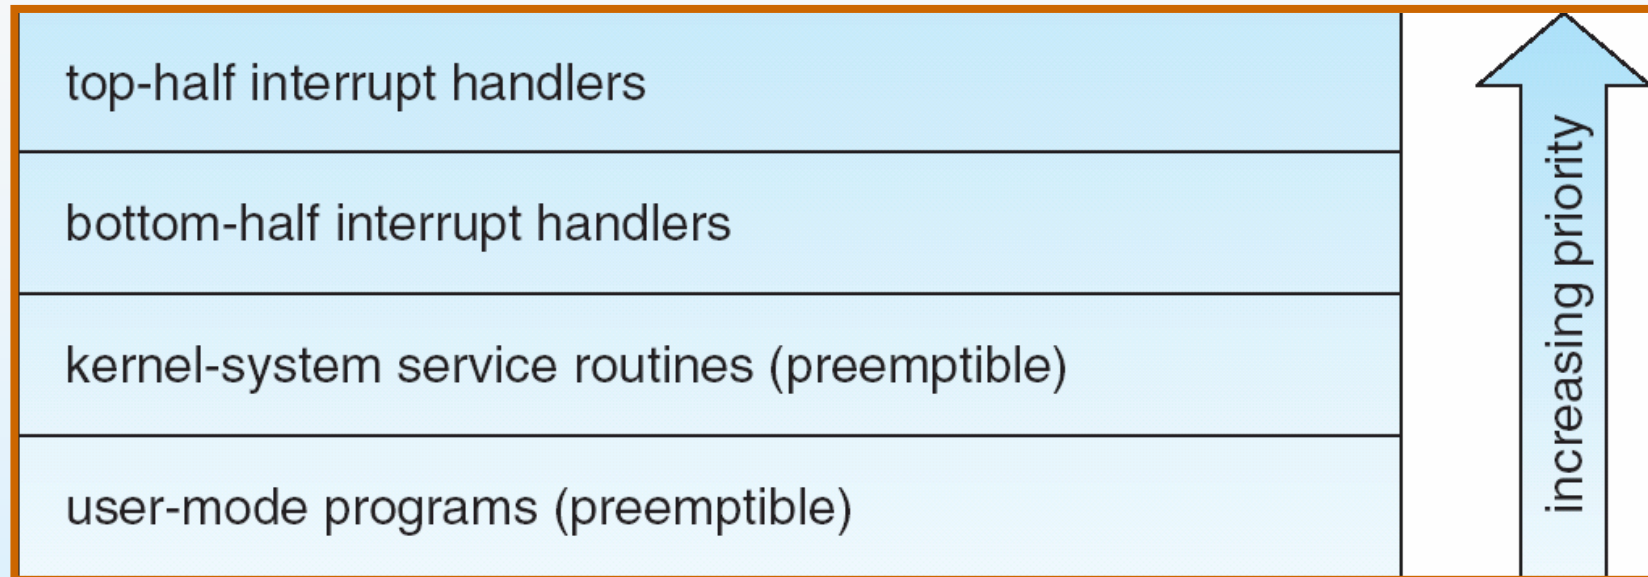 top-half interrupt handlers
bottom-half interrupt handlers
kernel-system service routines (preemptible)
user-mode programs (preemptible)
increasing priority